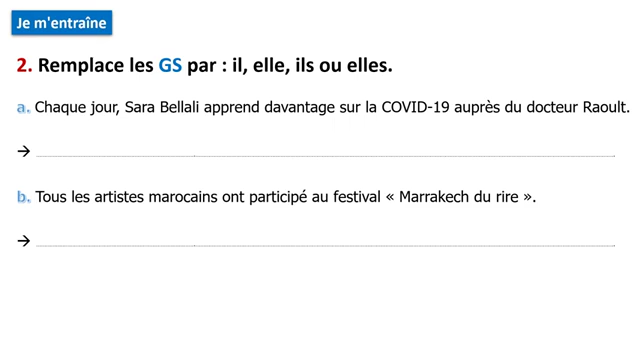 Je m'entraîne
2. Remplace les GS par : il, elle, ils ou elles.
a. Chaque jour, Sara Bellali apprend davantage sur la COVID-19 auprès du docteur Raoult.
→
b. Tous les artistes marocains ont participé au festival « Marrakech du rire ».
→